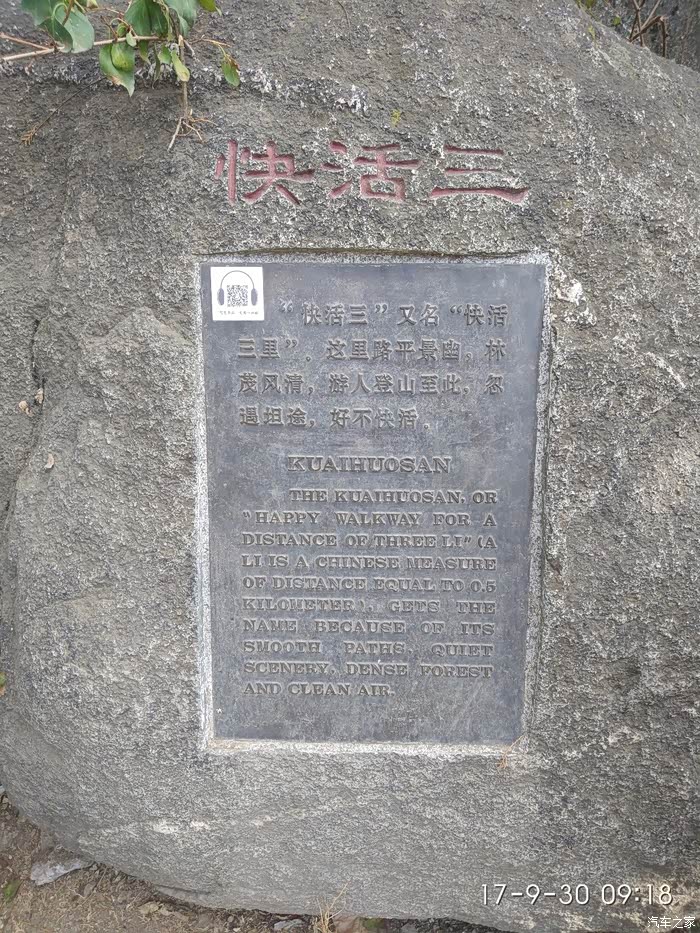 快活三
“快活三”又名“快活
三里”。这里路平景幽，林
茂风清，游人登山至此，忽
遇坦途，好不快活。
KUAIHUOSAN
THE KUAIHUOSAN, OR
"HAPPY WALKWAY FOR A
DISTANCE OF THREE LI" (A
LI IS A CHINESE MEASURE
OF DISTANCE EQUAL TO 0.5
KILOMETER), GETS THE
NAME BECAUSE OF ITS
SMOOTH PATHS, QUIET
SCENERY, DENSE FOREST
AND CLEAN AIR.
17-9-30 09:18
汽车之家